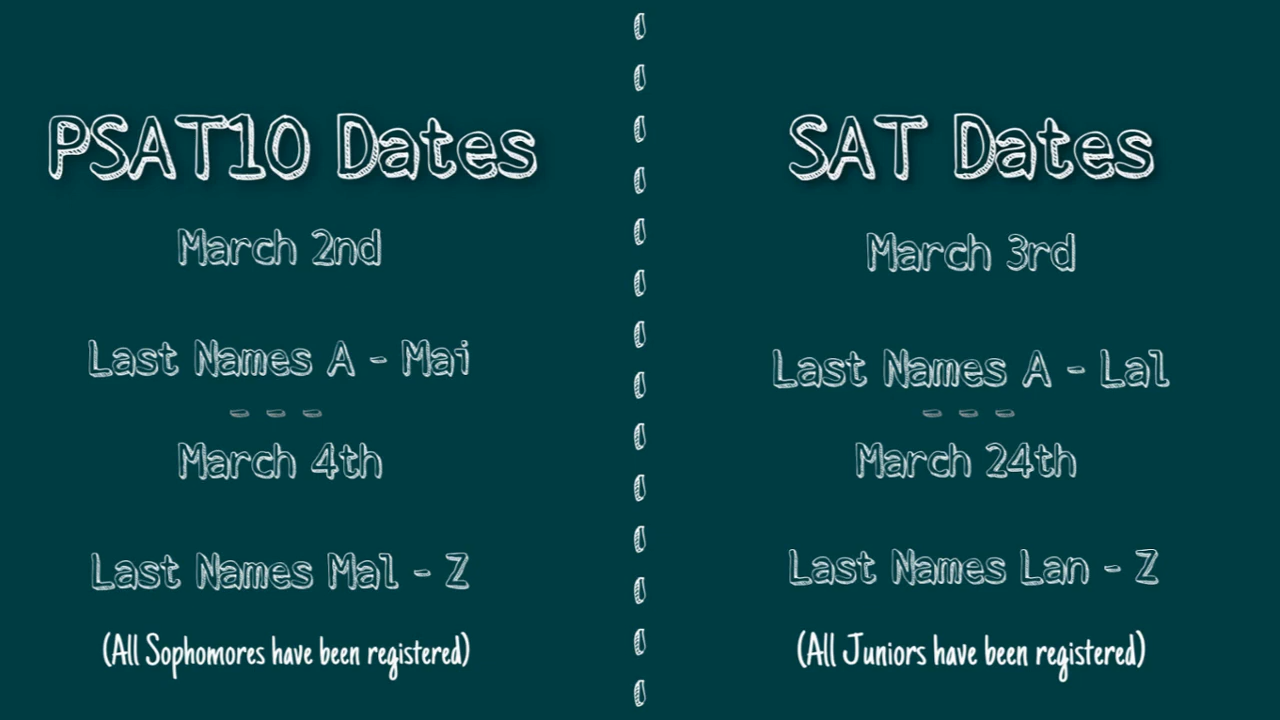 PSAT10 Dates
March 2nd
Last Names A - Mai
- - -
March 4th
Last Names Mal - Z
(All Sophomores have been registered)
SAT Dates
March 3rd
Last Names A - Lal
- - -
March 24th
Last Names Lan - Z
(All Juniors have been registered)